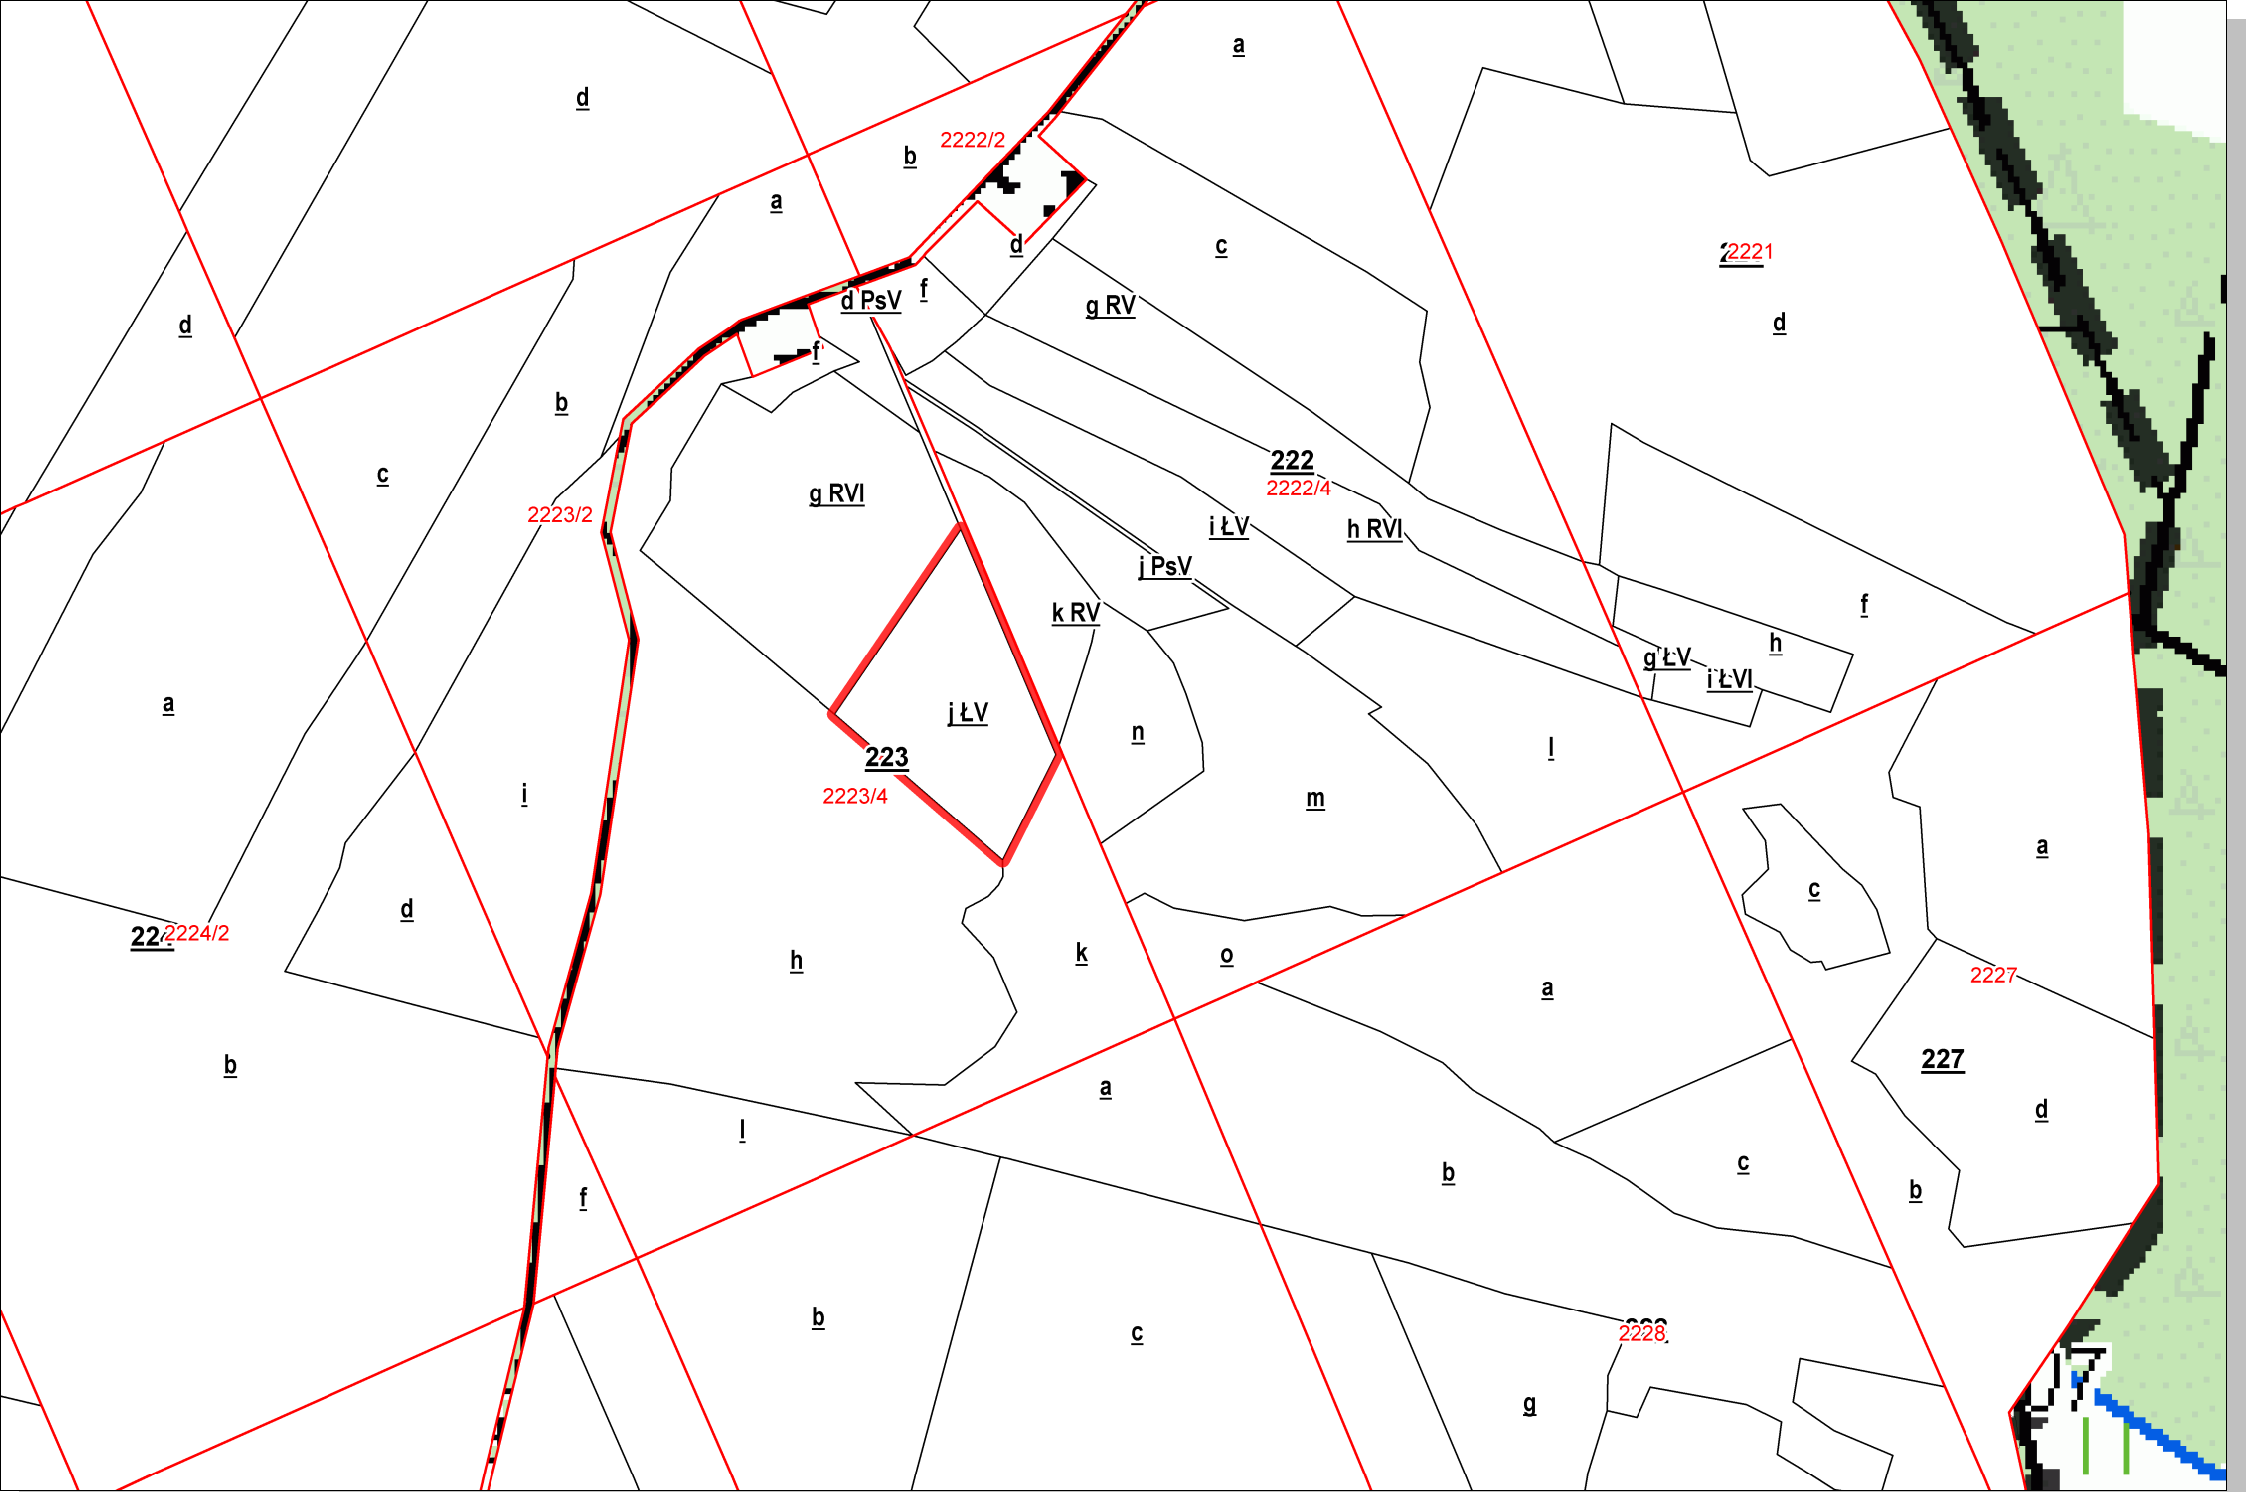 a
d
2222/2
b
a
d
c
2221
f
d PsV
g RV
d
d
f
b
222
c
2222/4
g RVI
2223/2
i ŁV
h RVI
j PsV
f
k RV
h
g ŁV
i ŁVI
a
j ŁV
n
l
223
2223/4
i
m
a
c
d
2224/2
h
k
o
2227
a
227
b
a
d
l
c
b
b
f
b
c
2228
g